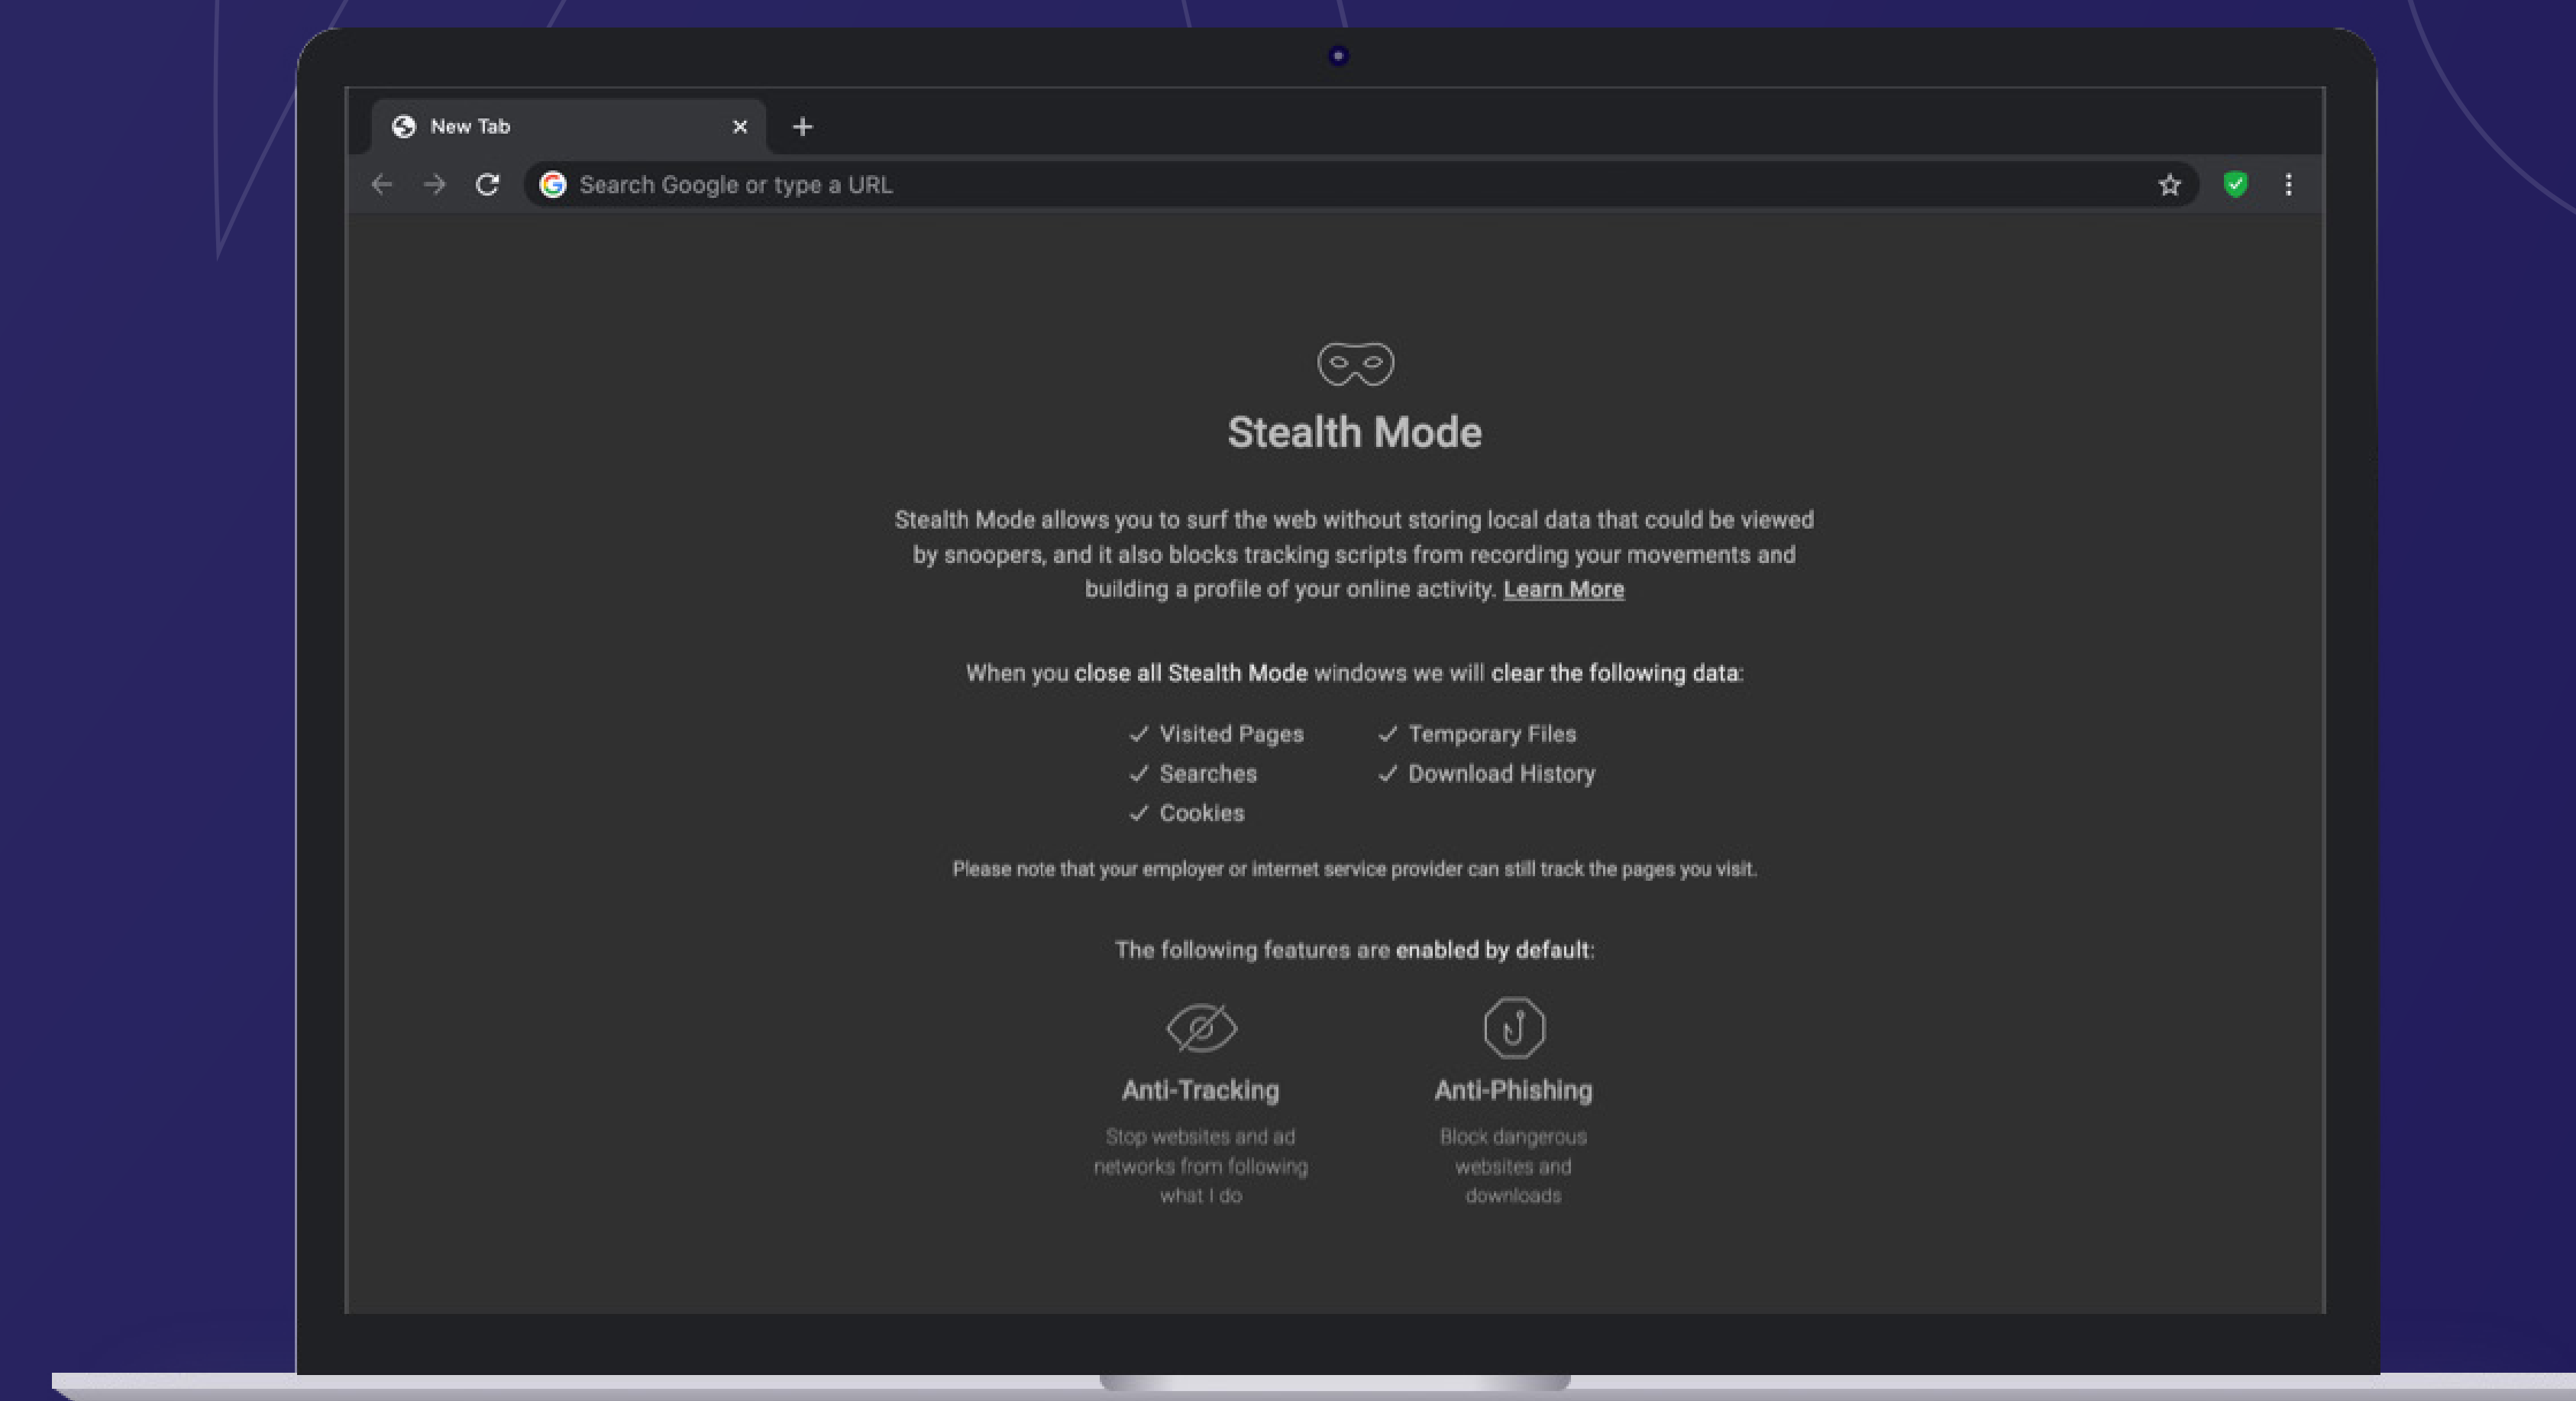 New Tab
Search Google or type a URL
Stealth Mode
Stealth Mode allows you to surf the web without storing local data that could be viewed
by snoopers, and it also blocks tracking scripts from recording your movements and
building a profile of your online activity. Learn More
When you close all Stealth Mode windows we will clear the following data:
Visited Pages
Searches
Cookies
Temporary Files
Download History
Please note that your employer or internet service provider can still track the pages you visit.
The following features are enabled by default:
Anti-Tracking
Stop websites and ad
networks from following
what I do
Anti-Phishing
Block dangerous
websites and
downloads